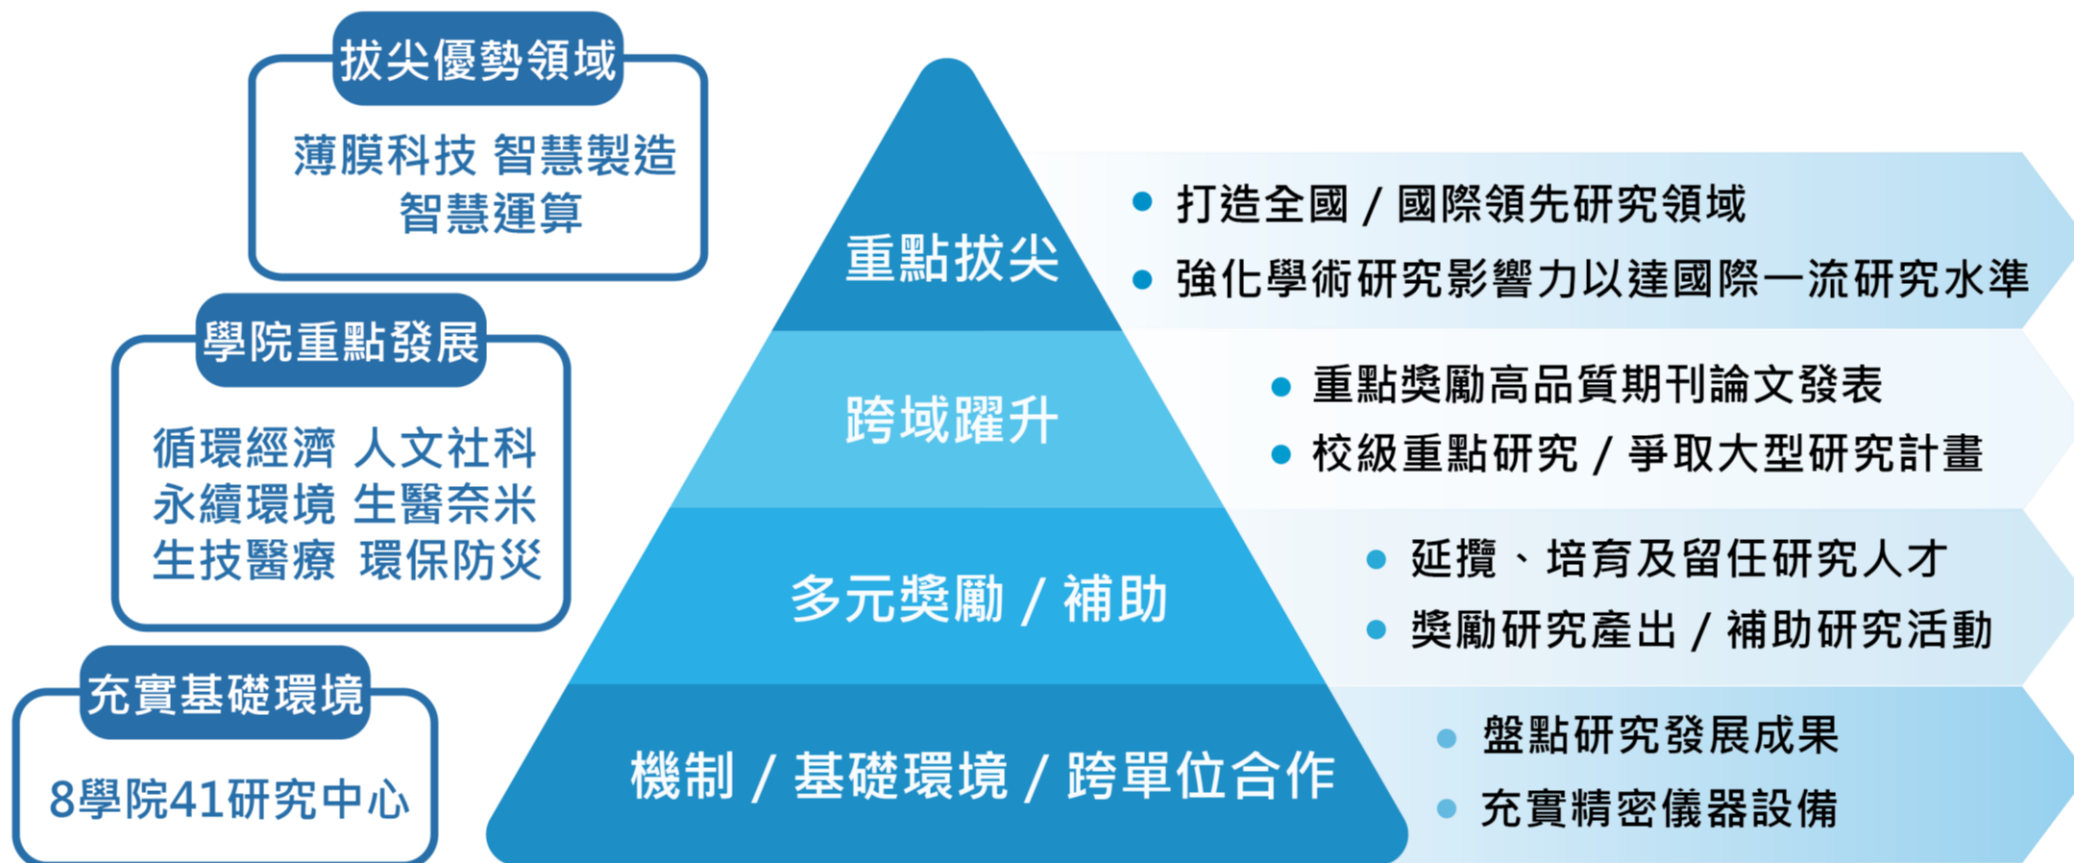 拔尖優勢領域
薄膜科技 智慧製造
智慧運算
學院重點發展
循環經濟 人文社科
永續環境 生醫奈米
生技醫療 環保防災
充實基礎環境
8學院41研究中心
重點拔尖
跨域躍升
多元獎勵 / 補助
機制 / 基礎環境 / 跨單位合作
• 打造全國 / 國際領先研究領域
• 強化學術研究影響力以達國際一流研究水準
• 重點獎勵高品質期刊論文發表
• 校級重點研究 / 爭取大型研究計畫
• 延攬、培育及留任研究人才
• 獎勵研究產出 / 補助研究活動
• 盤點研究發展成果
• 充實精密儀器設備